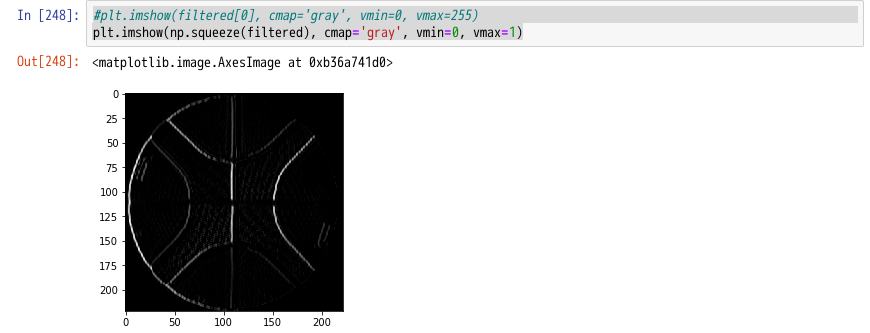 In [248]: #plt.imshow(filtered[0], cmap='gray', vmin=0, vmax=255)
plt.imshow(np.squeeze(filtered), cmap='gray', vmin=0, vmax=1)
Out[248]: <matplotlib.image.AxesImage at 0xb36a741d0>
0
25
50
75
100
125
150
175
200
0 50 100 150 200